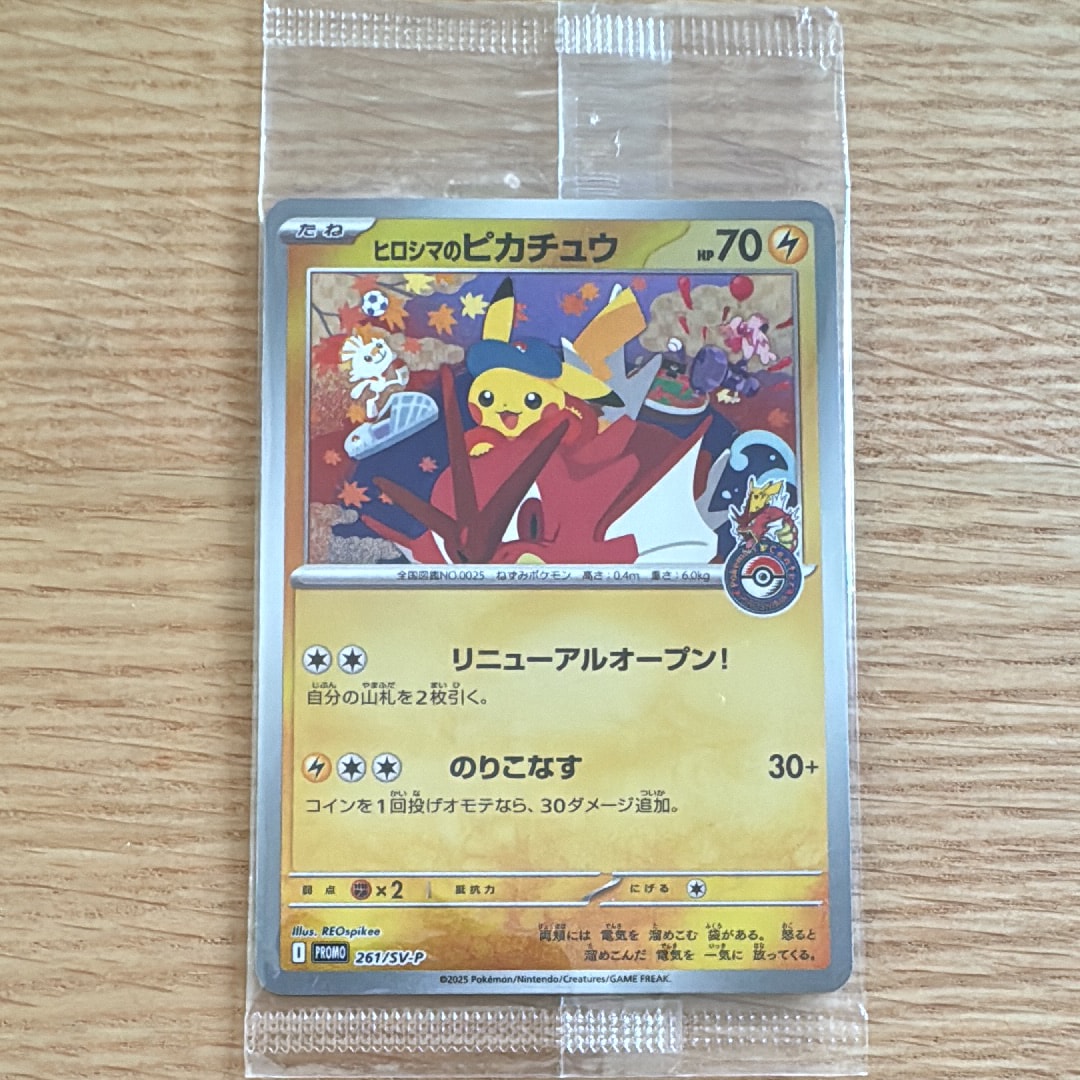 たね
ヒロシマのピカチュウ
HP70
全国図鑑NO.0025 ねずみポケモン 高さ:0.4m 重さ:6.0kg
リニューアルオープン!
自分の山札を2枚引く。
のりこなす 30+
コインを1回投げオモテなら、30ダメージ追加。
弱点 ×2 抵抗力 にげる
Illus. REOspikee
両頬には 電気を 溜めこむ 袋がある。 怒ると
溜めこんだ 電気を 一気に 放ってくる。
I PROMO 261/SV-P
©2025 Pokémon/Nintendo/Creatures/GAME FREAK.